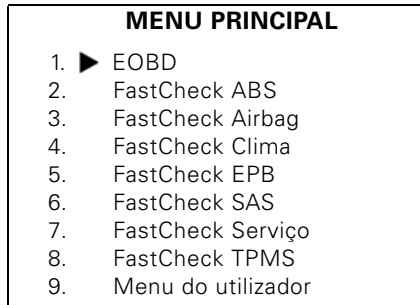 MENU PRINCIPAL
1. ▶ EOBD
2. FastCheck ABS
3. FastCheck Airbag
4. FastCheck Clima
5. FastCheck EPB
6. FastCheck SAS
7. FastCheck Serviço
8. FastCheck TPMS
9. Menu do utilizador